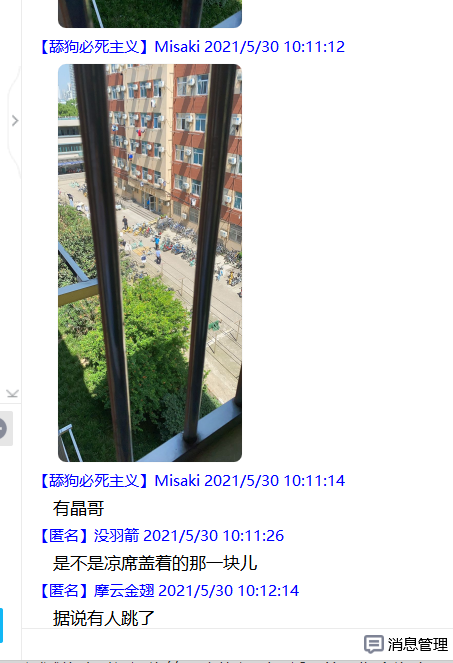 【舔狗必死主义】Misaki 2021/5/30 10:11:12
【舔狗必死主义】Misaki 2021/5/30 10:11:14
有晶哥
【匿名】没羽箭 2021/5/30 10:11:26
是不是凉席盖着的那一块儿
【匿名】摩云金翅 2021/5/30 10:12:14
据说有人跳了
消息管理